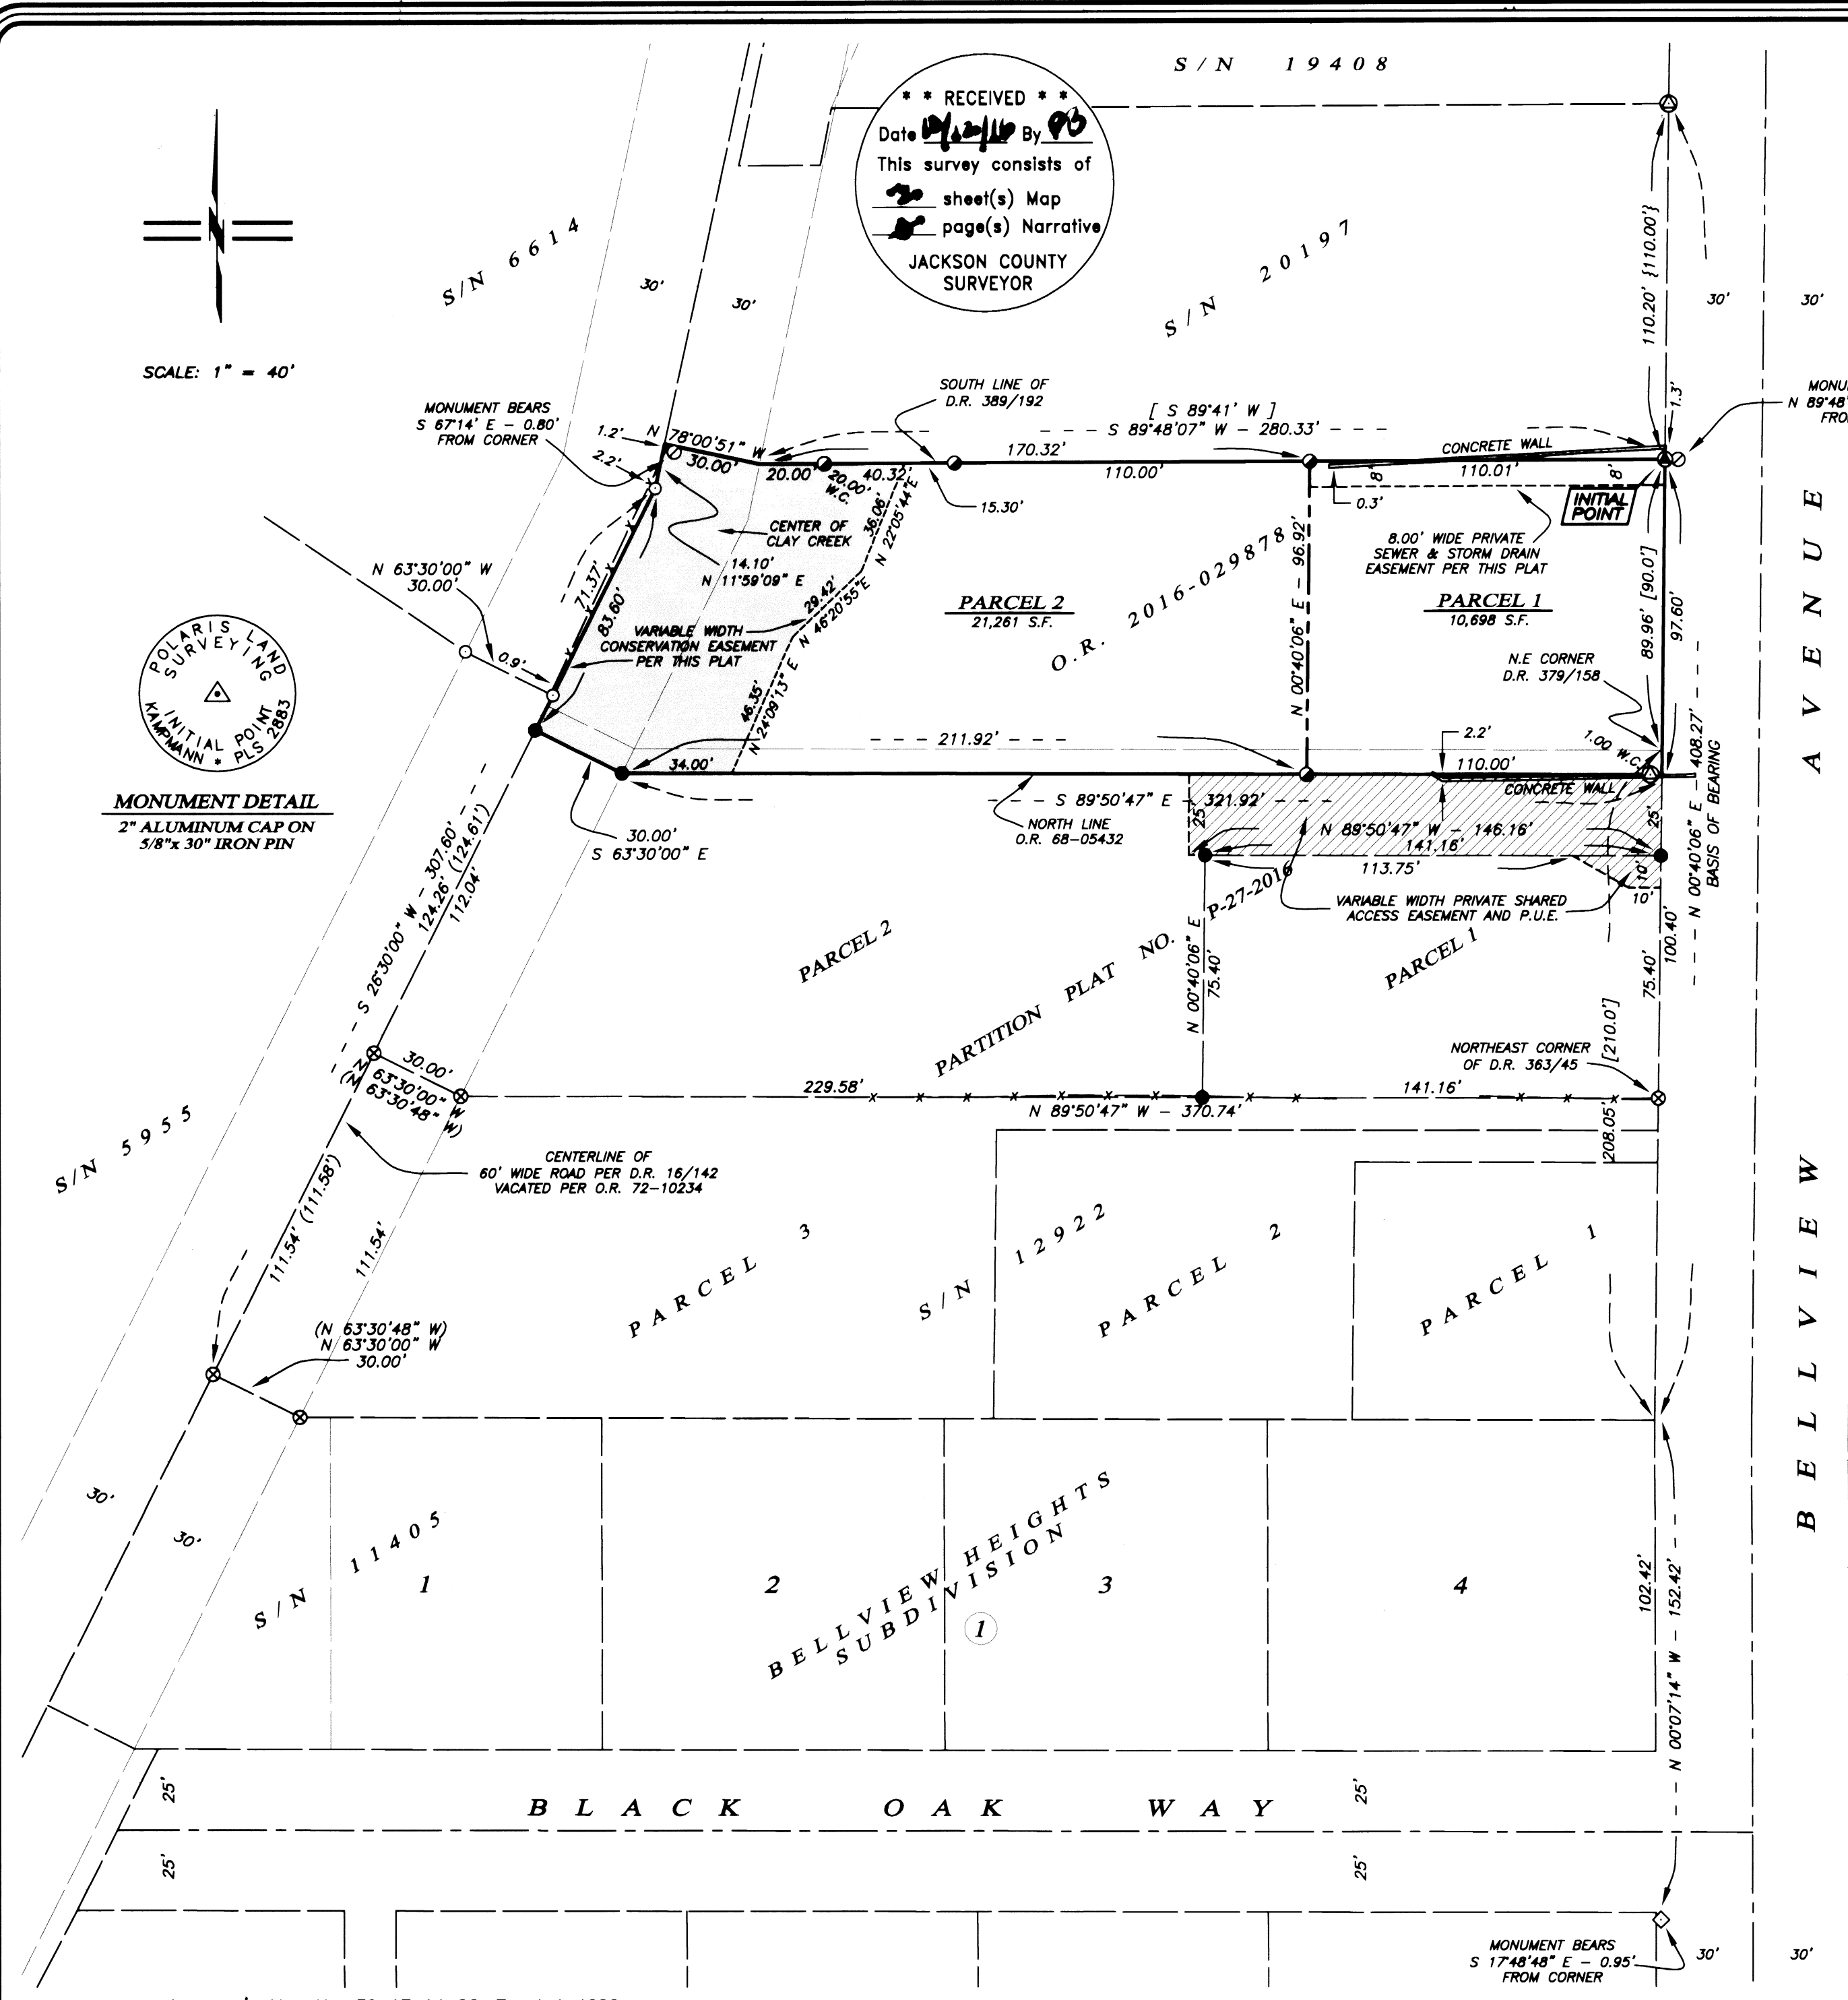 S/N 19408
* * RECEIVED * *
Date By
This survey consists of
sheet(s) Map
page(s) Narrative
JACKSON COUNTY
SURVEYOR
S/N 6614
30'
30'
S/N 20197
110.20' {110.00'}
30'
30'
SCALE: 1" = 40'
MONUMENT BEARS
S 67°14' E - 0.80'
FROM CORNER
1.2'
2.2'
N 78°00'51" W
30.00'
SOUTH LINE OF
D.R. 389/192
[ S 89°41' W ]
- - - S 89°48'07" W - 280.33' - - -
170.32'
20.00'
20.00'
W.C.
40.32'
15.30'
110.00'
CONCRETE WALL
110.01'
8'
8'
0.3'
1.3'
N 89°48'
INITIAL
POINT
8.00' WIDE PRIVATE
SEWER & STORM DRAIN
EASEMENT PER THIS PLAT
CENTER OF
CLAY CREEK
14.10'
N 11°59'09" E
36.06'
N 22°05'44" E
29.42'
N 46°20'55" E
46.35'
N 24°09'13" E
71.37'
83.60'
VARIABLE WIDTH
CONSERVATION EASEMENT
PER THIS PLAT
N 63°30'00" W
30.00'
0.9'
PARCEL 2
21,261 S.F.
O.R. 2016-029878
N 00°40'06" E - 96.92'
PARCEL 1
10,698 S.F.
89.96' [90.0']
97.60'
N.E CORNER
D.R. 379/158
POLARIS LAND
SURVEYING
INITIAL POINT
KAMPMANN * PLS 2883
MONUMENT DETAIL
2" ALUMINUM CAP ON
5/8"x 30" IRON PIN
- - - 211.92' - - -
34.00'
2.2'
1.00 W.C.
110.00'
CONCRETE WALL
- - - S 89°50'47" E - 321.92' - - -
30.00'
S 63°30'00" E
NORTH LINE
O.R. 68-05432
25'
25'
N 89°50'47" W - 146.16'
141.16'
113.75'
10'
10'
VARIABLE WIDTH PRIVATE SHARED
ACCESS EASEMENT AND P.U.E.
- - - N 00°40'06" E - 408.27' - - -
BASIS OF BEARING
- - S 26°30'00" W - 307.60' - - -
124.26' (124.61')
112.04'
PARCEL 2
PARTITION PLAT NO. P-27-2016
PARCEL 1
N 00°40'06" E
75.40'
75.40'
100.40'
[210.0']
208.05'
NORTHEAST CORNER
OF D.R. 363/45
30.00'
N 63°30'00" W
(N 63°30'48" W)
229.58'
141.16'
N 89°50'47" W - 370.74'
S/N 5955
CENTERLINE OF
60' WIDE ROAD PER D.R. 16/142
VACATED PER O.R. 72-10234
111.54' (111.58')
111.54'
PARCEL 3
S/N 12922
PARCEL 2
PARCEL 1
(N 63°30'48" W)
N 63°30'00" W
30.00'
30'
30'
S/N 11405
1
2
3
4
BELLVIEW HEIGHTS
SUBDIVISION
1
102.42'
- - - N 00°07'14" W - 152.42' - - -
BELLVIEW AVENUE
25'
25'
BLACK OAK WAY
25'
25'
MONUMENT BEARS
S 17°48'48" E - 0.95'
FROM CORNER
30'
30'